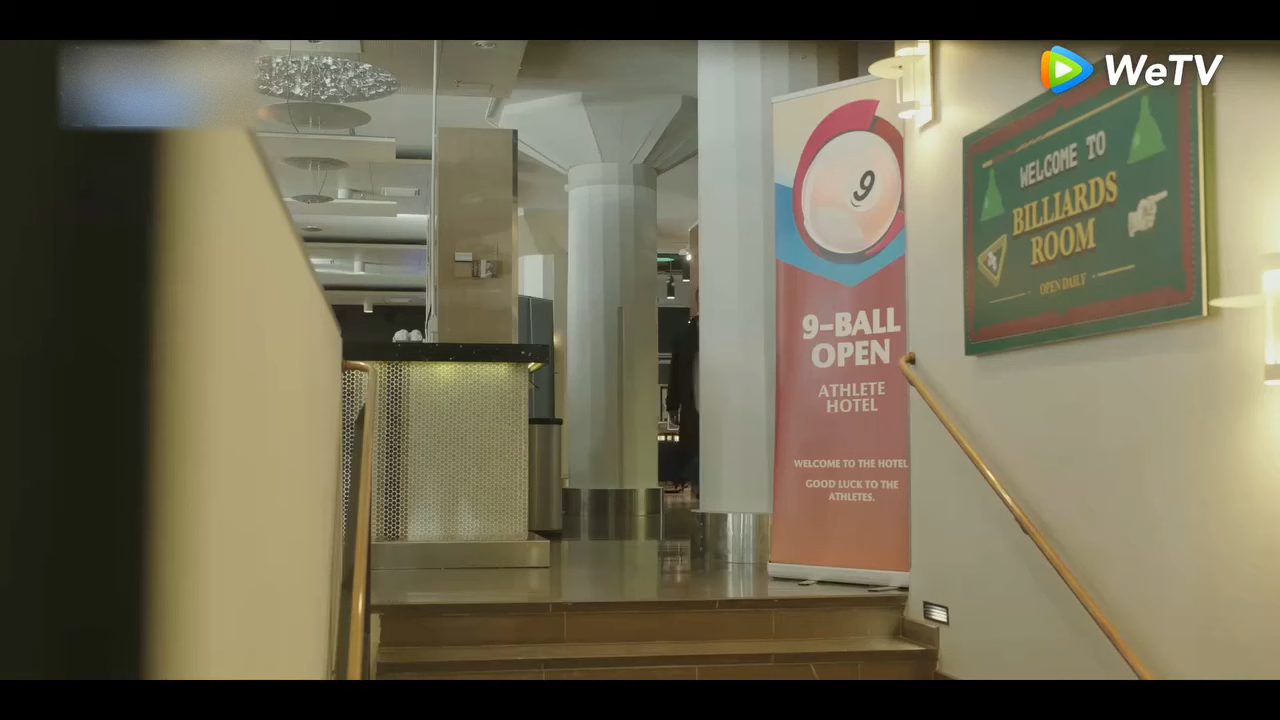 WeTV
WELCOME TO
BILLIARDS
ROOM
OPEN DAILY
9
9-BALL
OPEN
ATHLETE
HOTEL
WELCOME TO THE HOTEL
GOOD LUCK TO THE
ATHLETES.